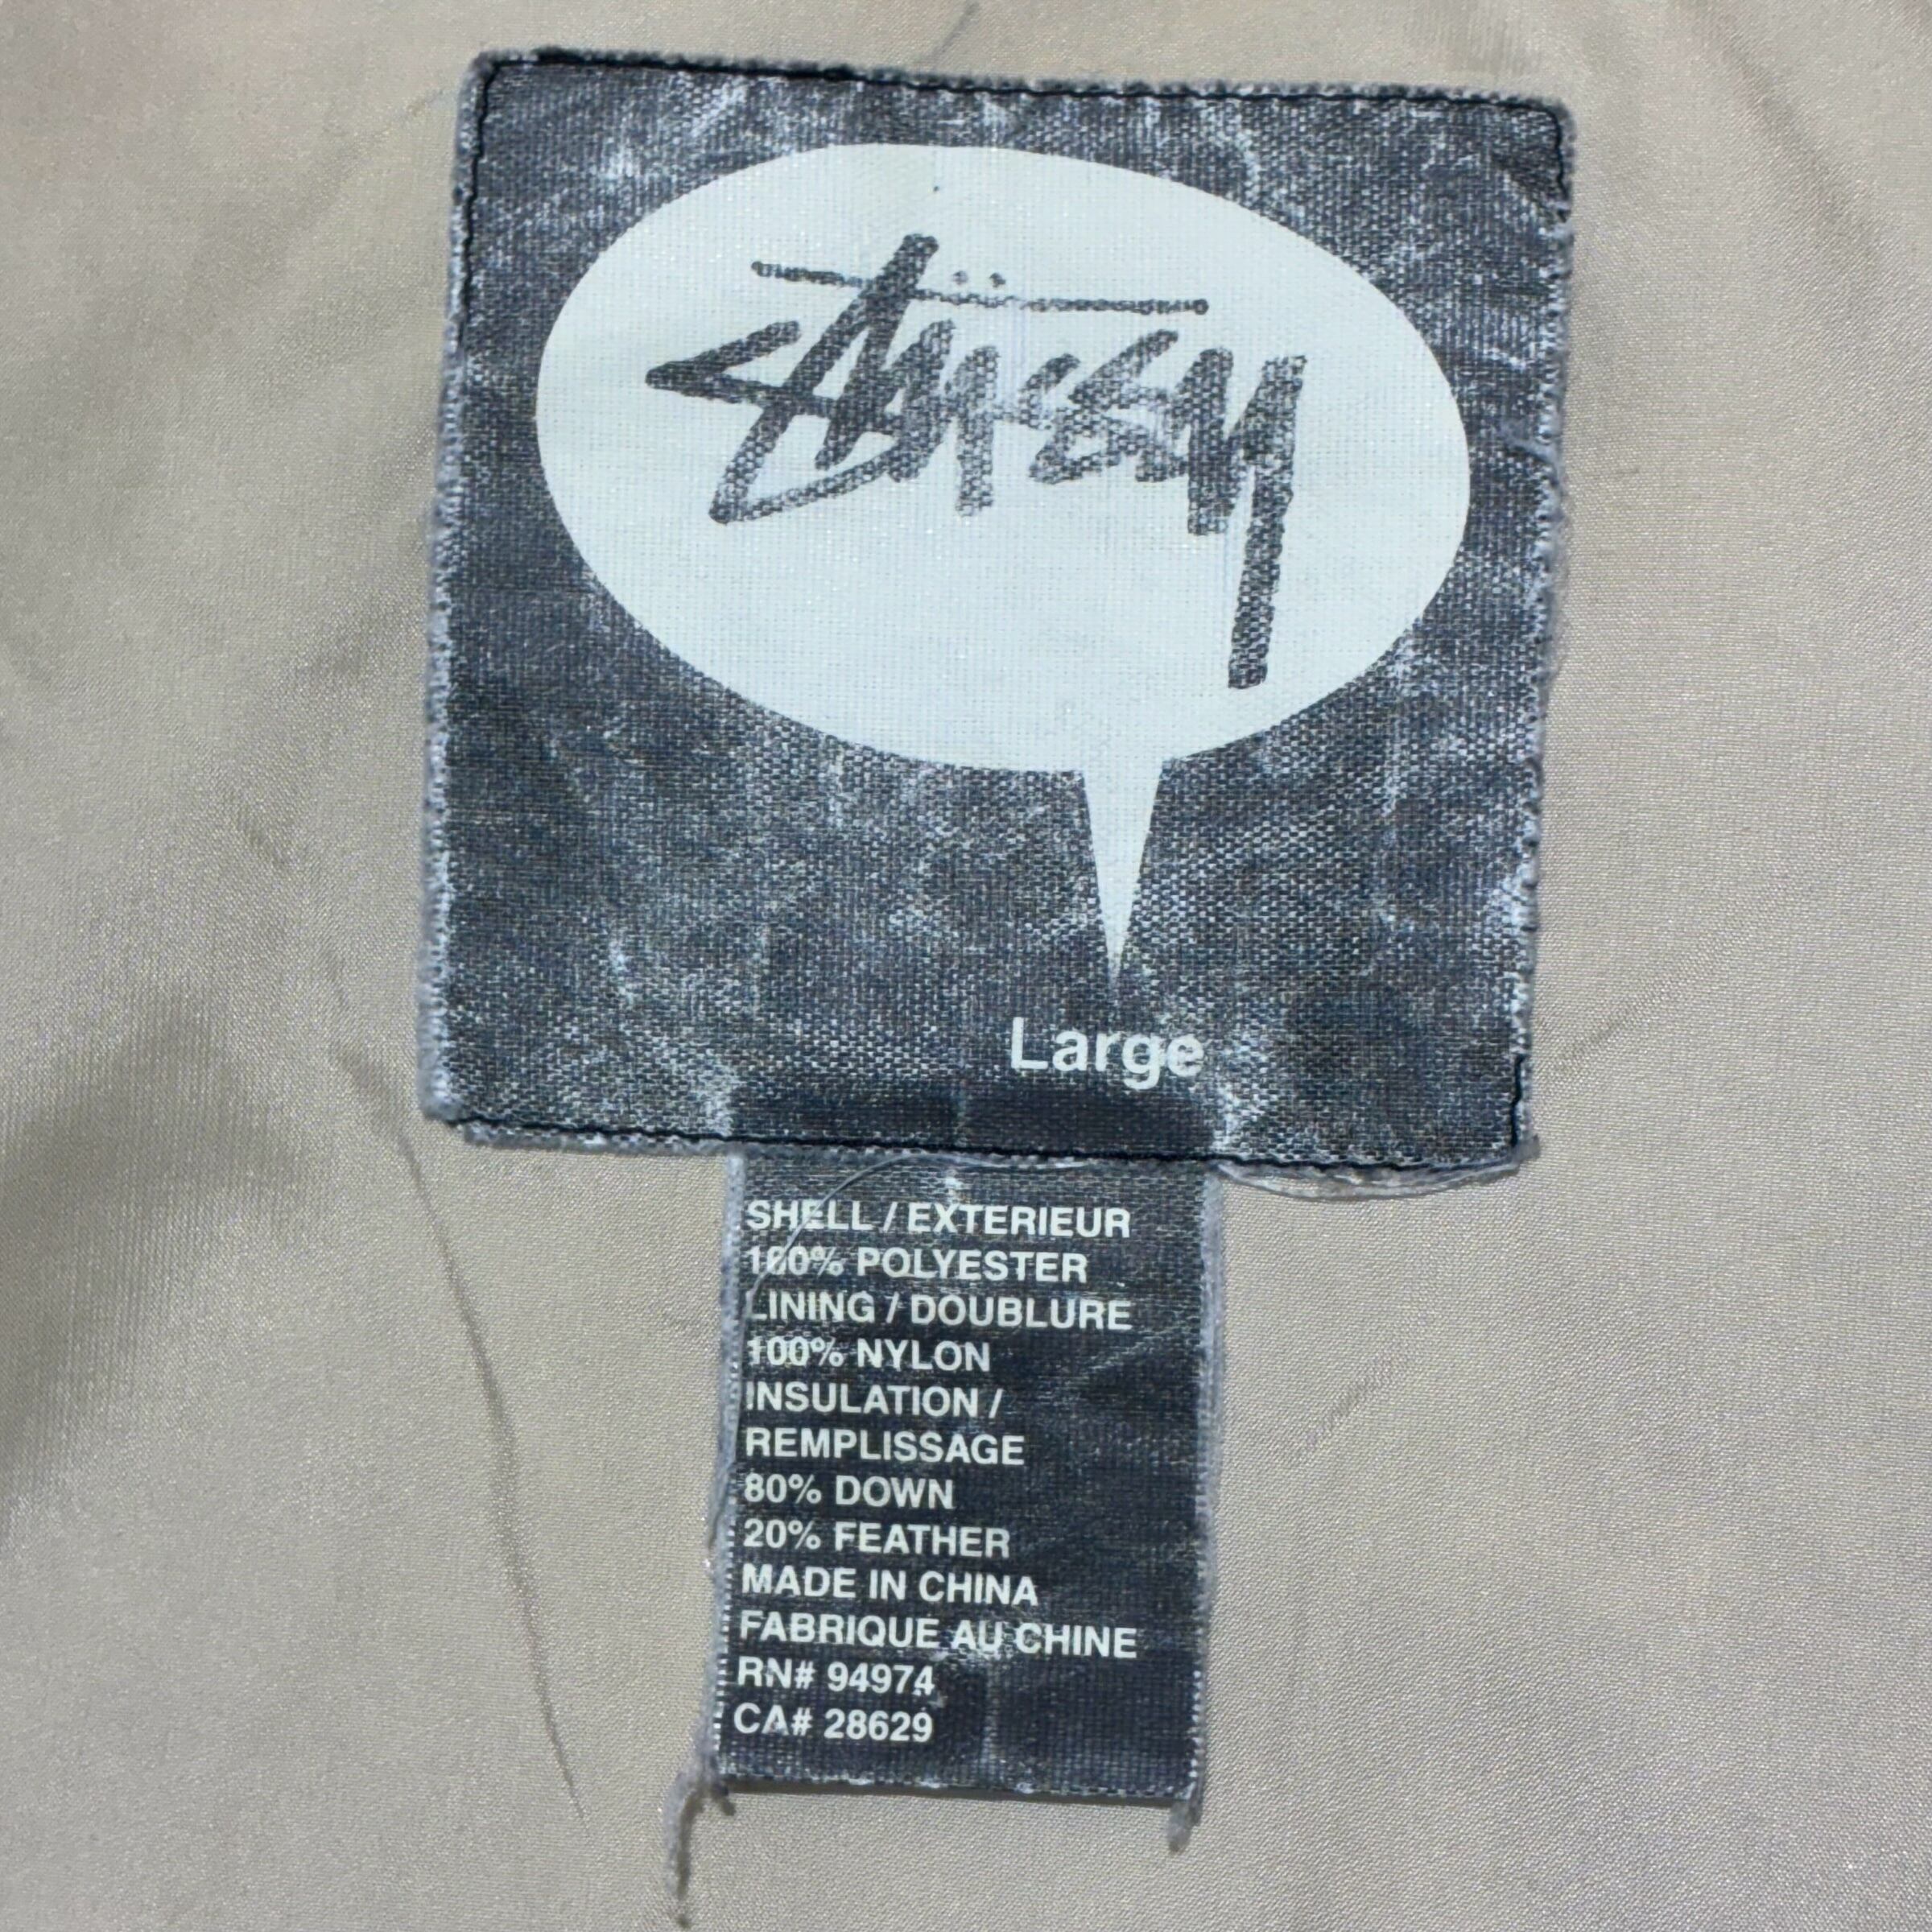 Stüssy
Large
SHELL / EXTERIEUR
100% POLYESTER
LINING / DOUBLURE
100% NYLON
INSULATION /
REMPLISSAGE
80% DOWN
20% FEATHER
MADE IN CHINA
FABRIQUE AU CHINE
RN# 94974
CA# 28629